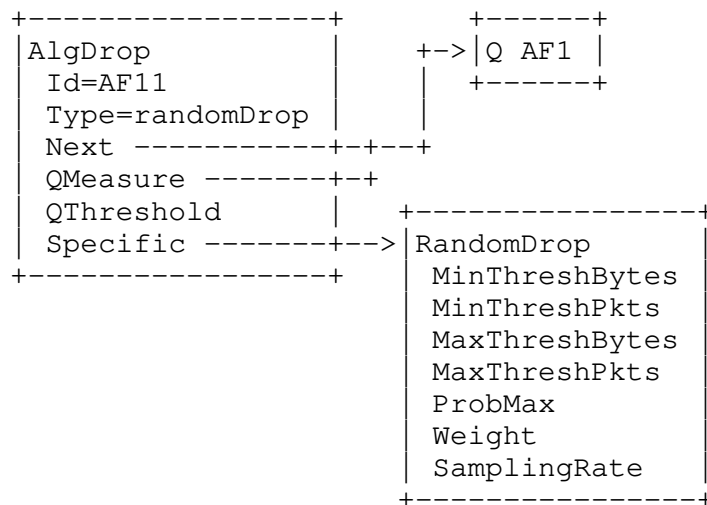 +-----------------+       +------+
|AlgDrop          |    +->|Q AF1 |
| Id=AF11         |    |  +------+
| Type=randomDrop |    |
| Next -----------+-+--+
| QMeasure -------+-+
| QThreshold      |   +----------------+
| Specific -------+-->|RandomDrop      |
+-----------------+   | MinThreshBytes |
                      | MinThreshPkts  |
                      | MaxThreshBytes |
                      | MaxThreshPkts  |
                      | ProbMax        |
                      | Weight         |
                      | SamplingRate   |
                      +----------------+